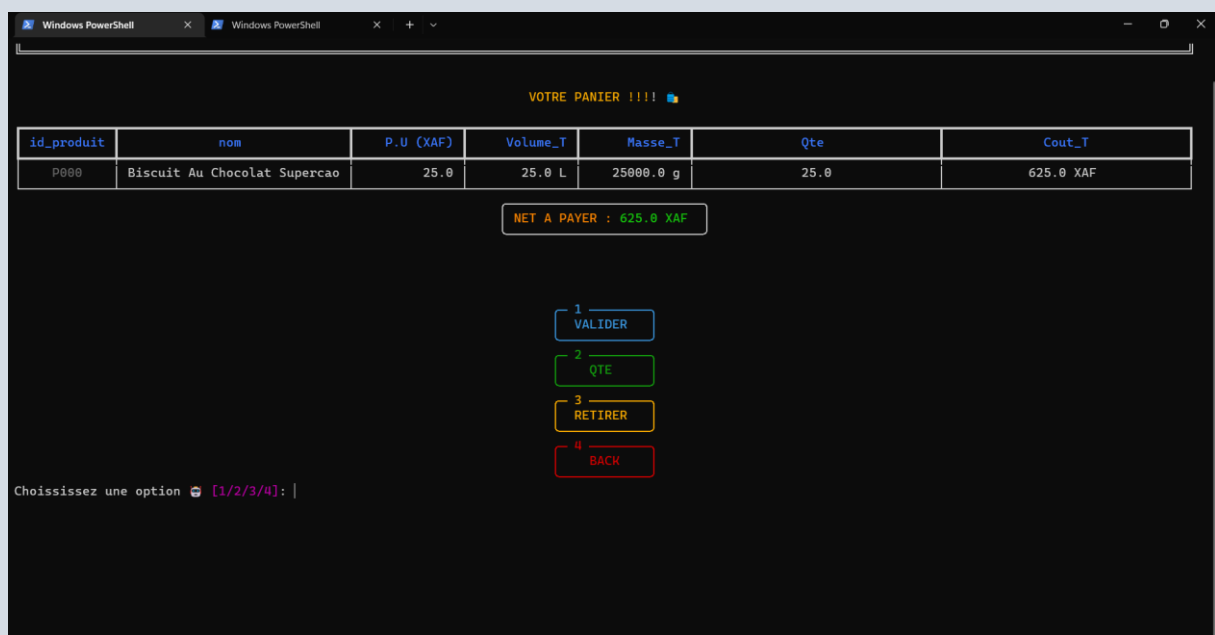 Windows PowerShell Windows PowerShell
VOTRE PANIER !!!!
id_produit nom P.U (XAF) Volume_T Masse_T Qte Cout_T
P000 Biscuit Au Chocolat Supercao 25.0 25.0 L 25000.0 g 25.0 625.0 XAF
NET A PAYER : 625.0 XAF
1
VALIDER
2
QTE
3
RETIRER
4
BACK
Choississez une option [1/2/3/4]: